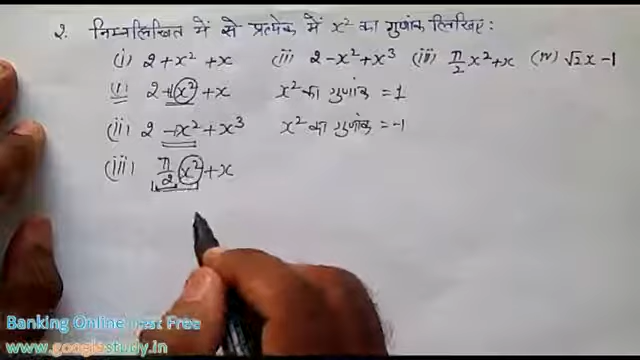 2. निम्नलिखित में से प्रत्येक में x² का गुणांक लिखिए:
(i) 2+x²+x (ii) 2-x²+x³ (iii) π/2 x²+x (iv) √2x-1
(i) 2+x²+x x² का गुणांक = 1
(ii) 2-x²+x³ x² का गुणांक = -1
(iii) π/2 x²+x
Banking Online Test Free
www.googlestudy.in